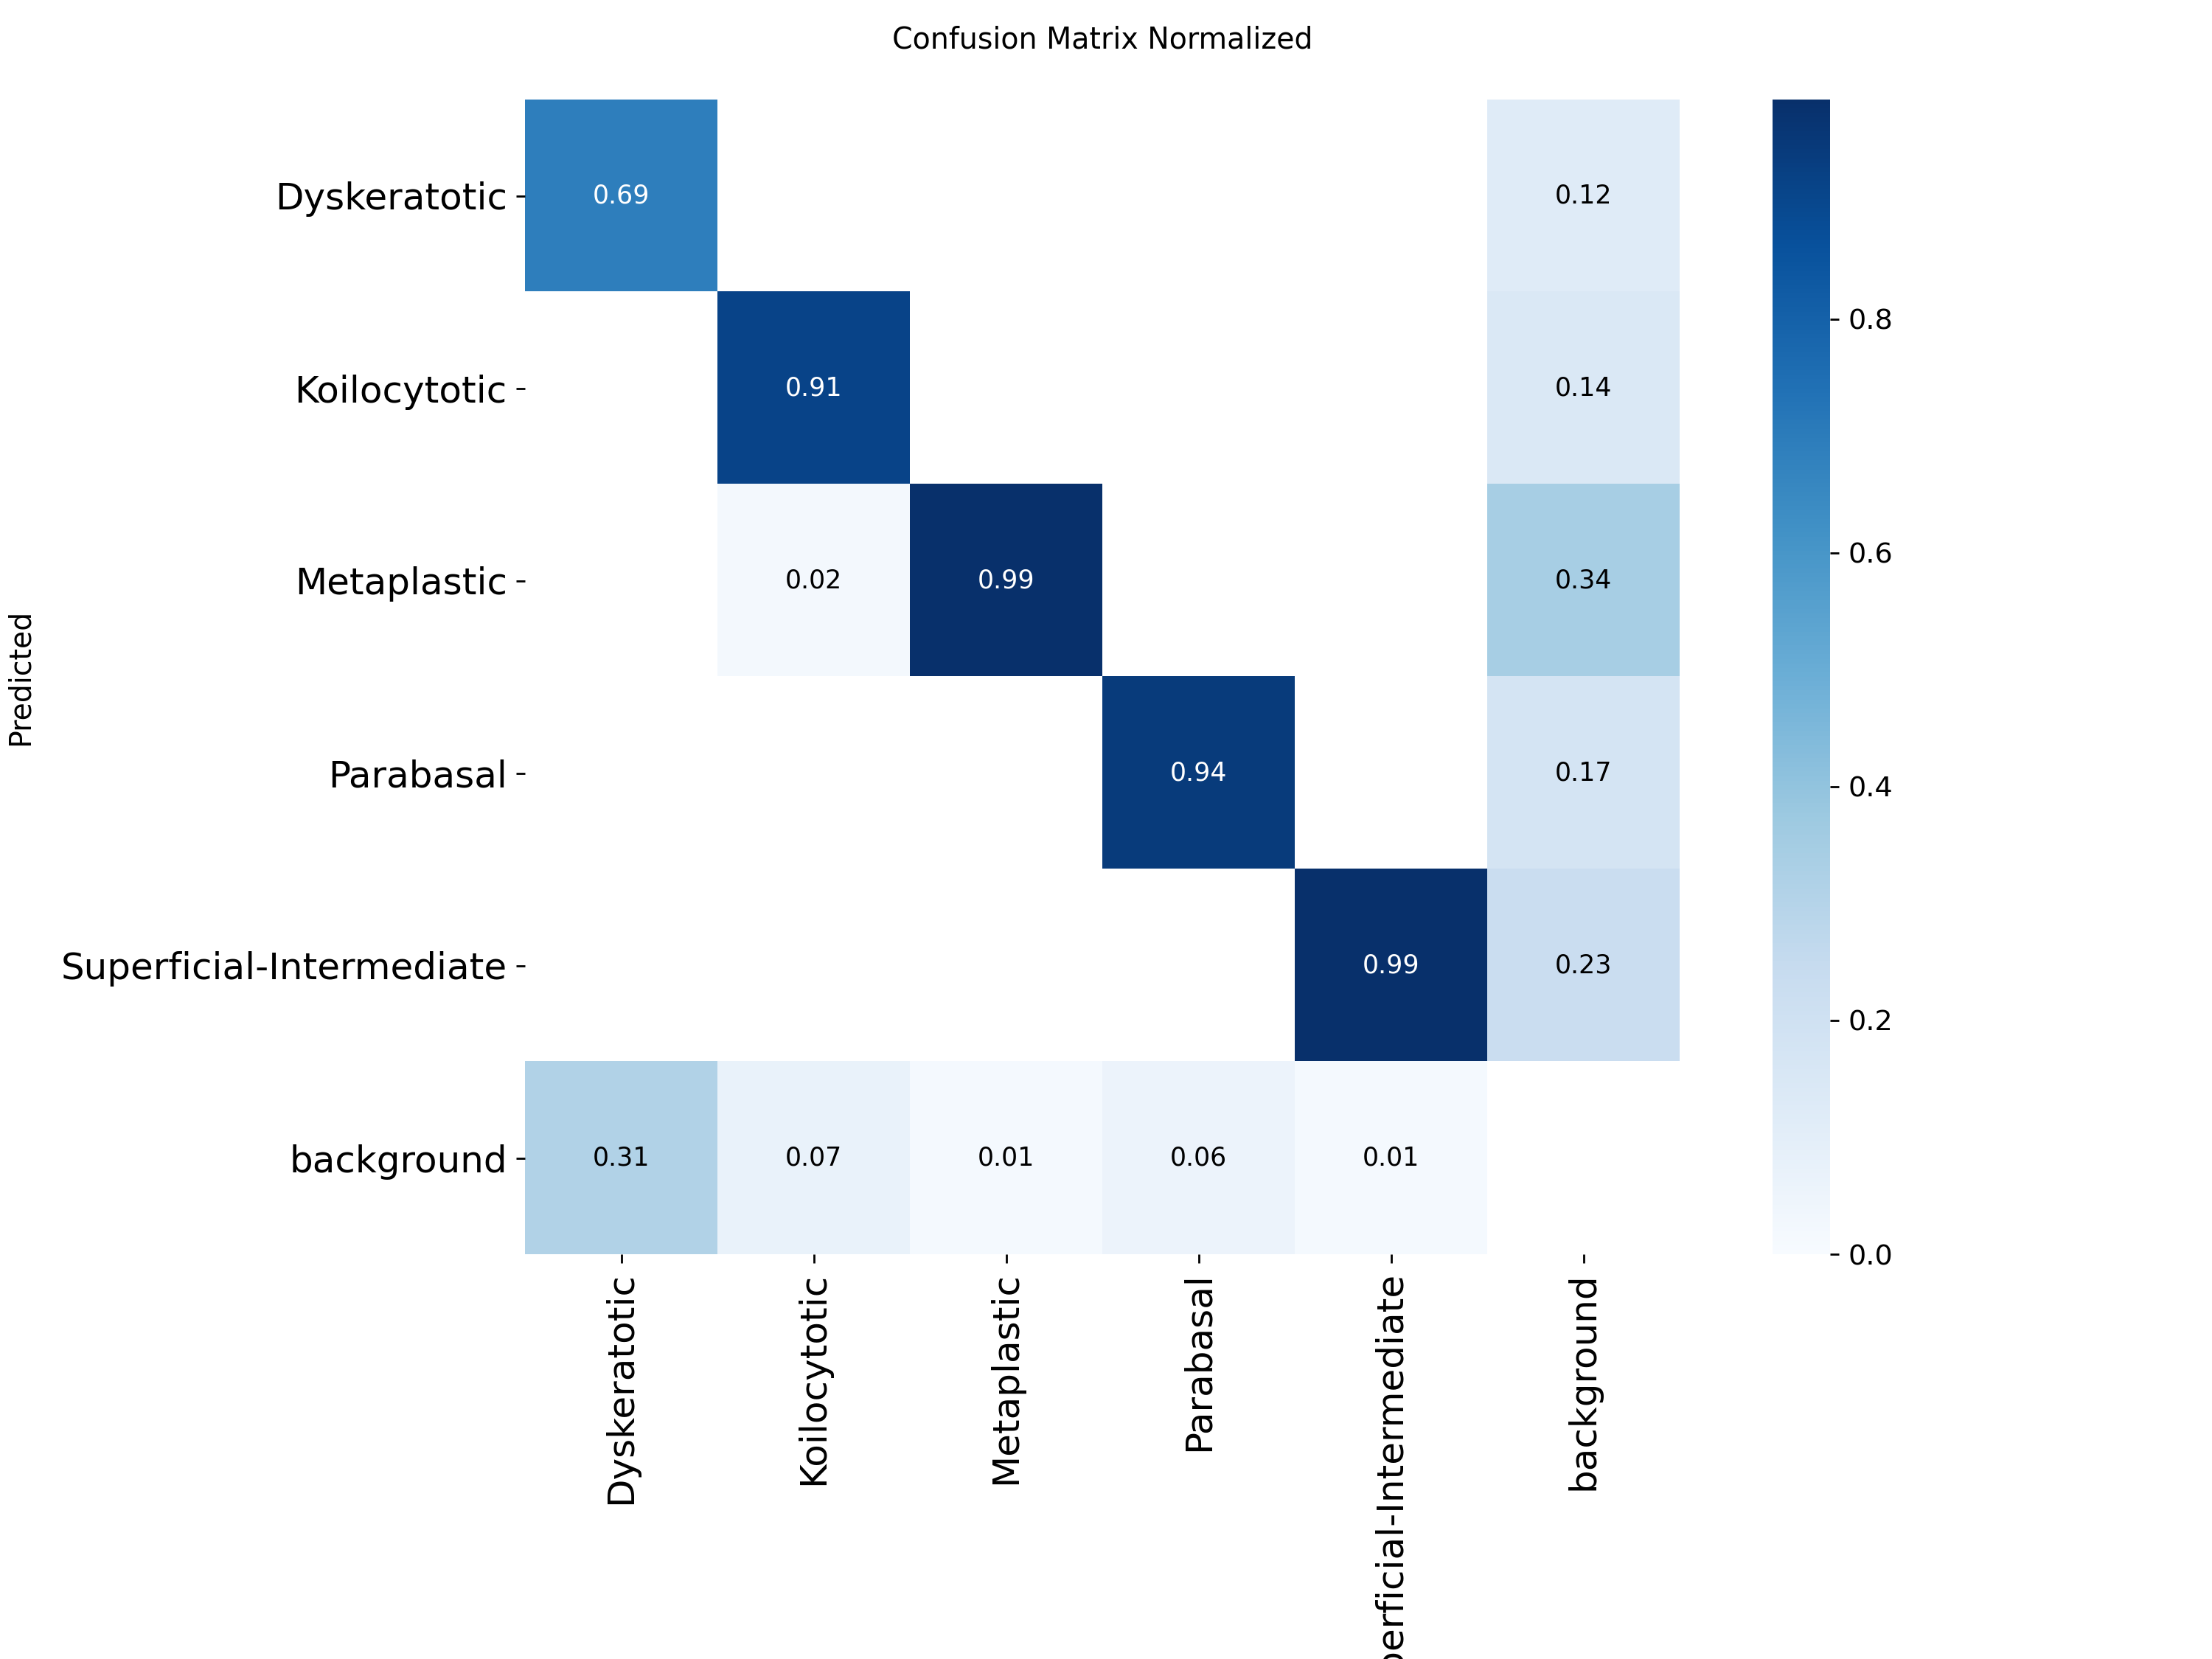 Confusion Matrix Normalized
Predicted
Dyskeratotic 0.69 0.12
Koilocytotic 0.91 0.14
Metaplastic 0.02 0.99 0.34
Parabasal 0.94 0.17
Superficial-Intermediate 0.99 0.23
background 0.31 0.07 0.01 0.06 0.01
Dyskeratotic
Koilocytotic
Metaplastic
Parabasal
perficial-Intermediate
background
0.8
0.6
0.4
0.2
0.0